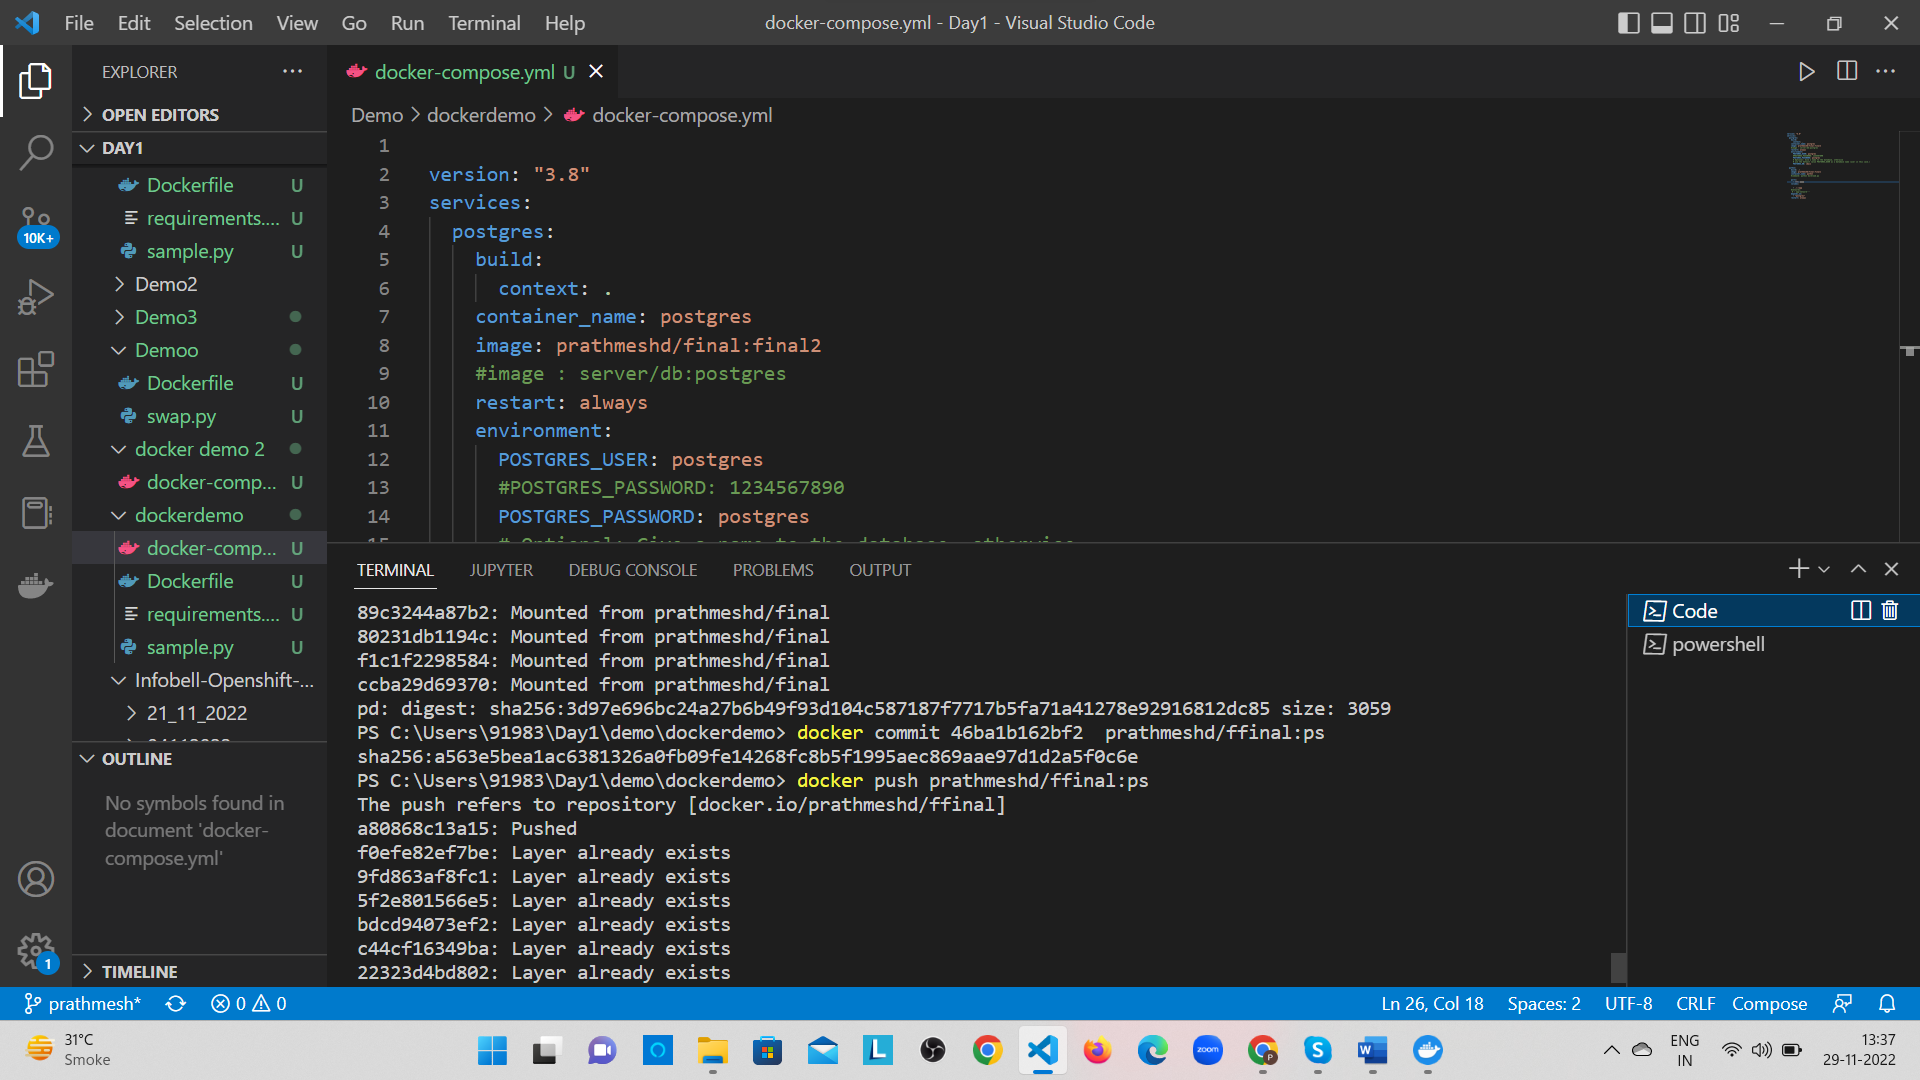 File Edit Selection View Go Run Terminal Help
docker-compose.yml - Day1 - Visual Studio Code
EXPLORER
OPEN EDITORS
DAY1
Dockerfile U
requirements.... U
sample.py U
Demo2
Demo3
Demoo
Dockerfile U
swap.py U
docker demo 2
docker-comp... U
dockerdemo
docker-comp... U
Dockerfile U
requirements.... U
sample.py U
Infobell-Openshift-...
21_11_2022
OUTLINE
No symbols found in
document 'docker-
compose.yml'
TIMELINE
10K+
1
docker-compose.yml U
Demo > dockerdemo > docker-compose.yml
1
2 version: "3.8"
3 services:
4 postgres:
5 build:
6 context: .
7 container_name: postgres
8 image: prathmeshd/final:final2
9 #image : server/db:postgres
10 restart: always
11 environment:
12 POSTGRES_USER: postgres
13 #POSTGRES_PASSWORD: 1234567890
14 POSTGRES_PASSWORD: postgres
15 # Optional: Give a name to the database, otherwise
TERMINAL JUPYTER DEBUG CONSOLE PROBLEMS OUTPUT
89c3244a87b2: Mounted from prathmeshd/final
80231db1194c: Mounted from prathmeshd/final
f1c1f2298584: Mounted from prathmeshd/final
ccba29d69370: Mounted from prathmeshd/final
pd: digest: sha256:3d97e696bc24a27b6b49f93d104c587187f7717b5fa71a41278e92916812dc85 size: 3059
PS C:\Users\91983\Day1\demo\dockerdemo> docker commit 46ba1b162bf2  prathmeshd/ffinal:ps
sha256:a563e5bea1ac6381326a0fb09fe14268fc8b5f1995aec869aae97d1d2a5f0c6e
PS C:\Users\91983\Day1\demo\dockerdemo> docker push prathmeshd/ffinal:ps
The push refers to repository [docker.io/prathmeshd/ffinal]
a80868c13a15: Pushed
f0efe82ef7be: Layer already exists
9fd863af8fc1: Layer already exists
5f2e801566e5: Layer already exists
bdcd94073ef2: Layer already exists
c44cf16349ba: Layer already exists
22323d4bd802: Layer already exists
Code
powershell
prathmesh* 0 0
Ln 26, Col 18 Spaces: 2 UTF-8 CRLF Compose
31°C
Smoke
L
zoom
P
S
W
ENG
IN
13:37
29-11-2022